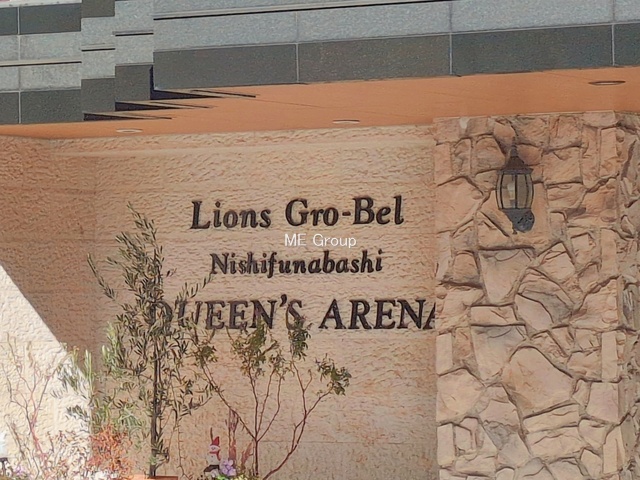 Lions Gro-Bel
ME Group
Nishifunabashi
QUEEN'S ARENA